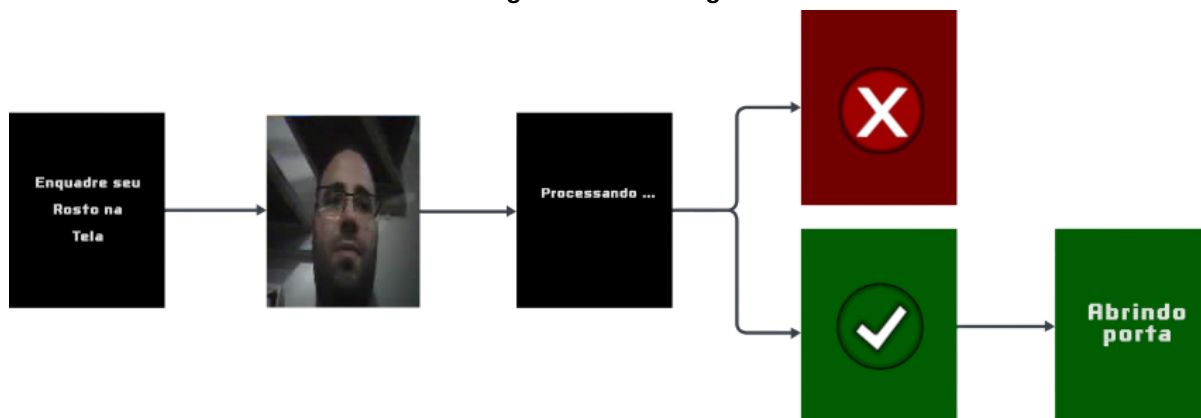 Enquadre seu
Rosto na
Tela
Processando ...
X
Abrindo
porta